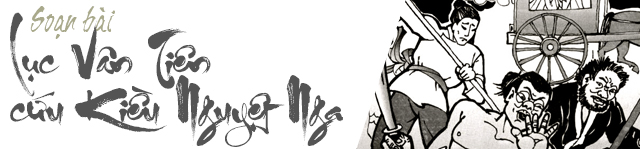 Soạn bài
Lục Vân Tiên
cứu Kiều Nguyệt Nga